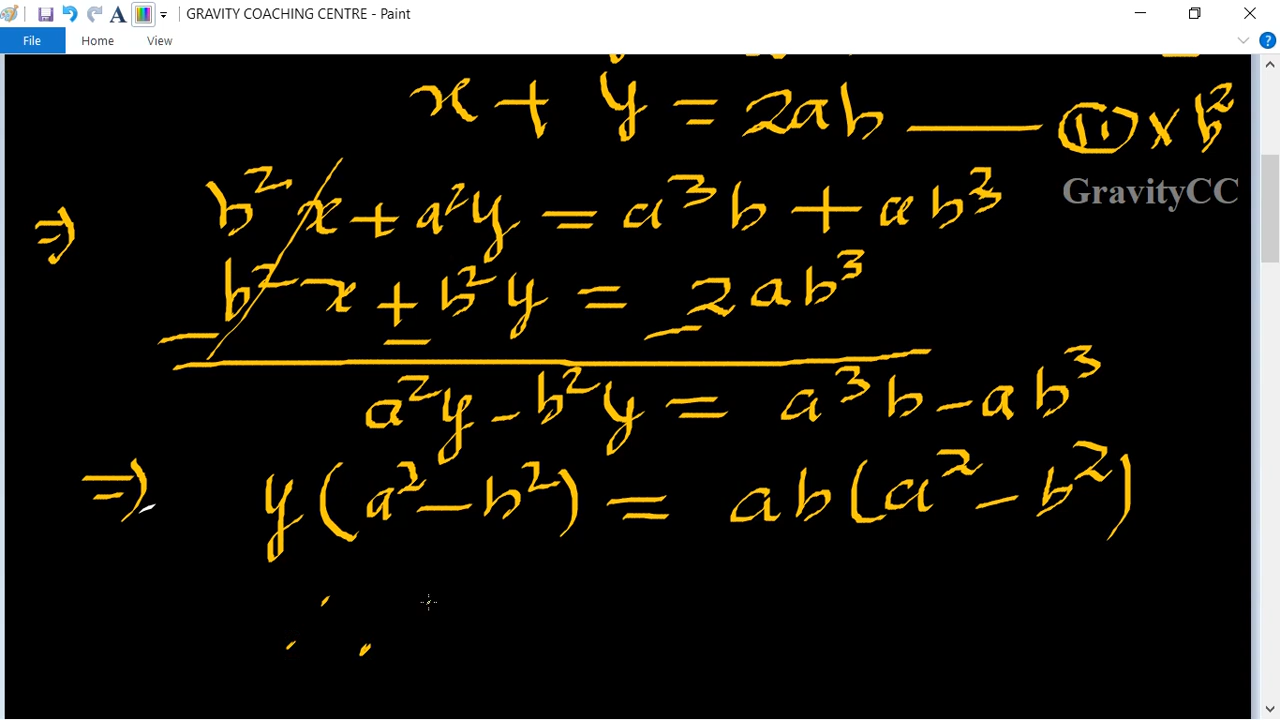 GRAVITY COACHING CENTRE - Paint
File Home View
x + y = 2ab —— (11) × b²
GravityCC
⇒ b²x + a²y = a³b + ab³
b²x + b²y = 2ab³
− − −
a²y - b²y = a³b - ab³
⇒ y(a² - b²) = ab(a² - b²)
∴